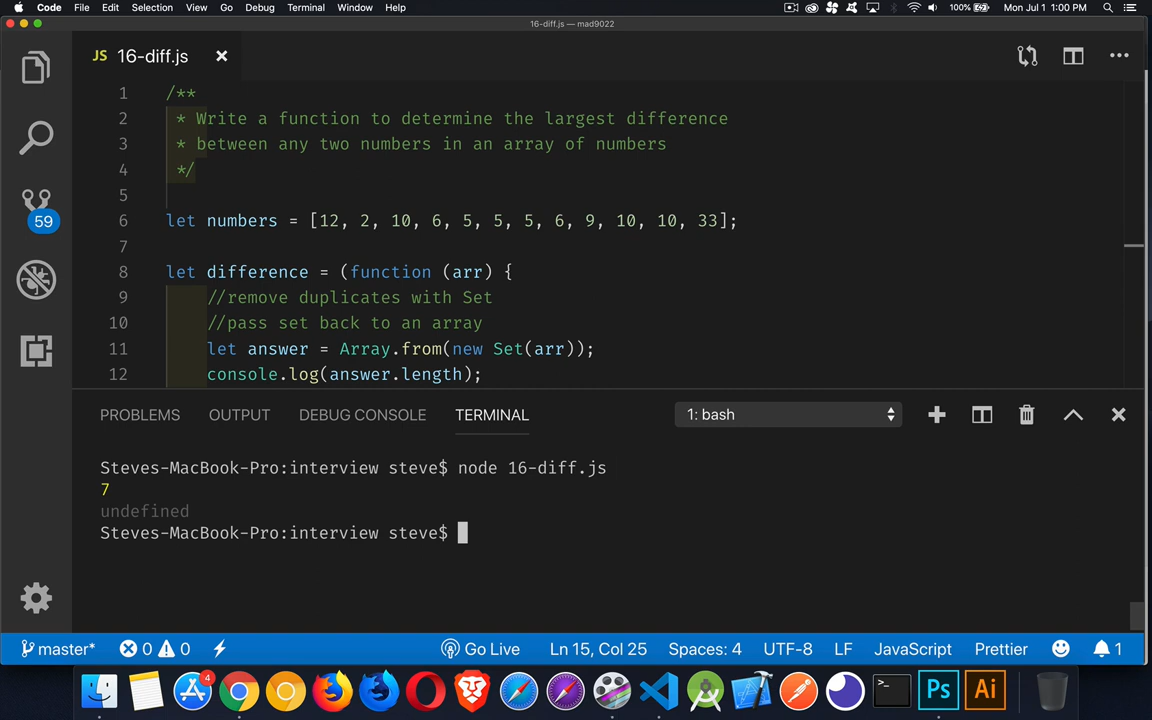 Code File Edit Selection View Go Debug Terminal Window Help 100% Mon Jul 1 1:00 PM
16-diff.js — mad9022
JS 16-diff.js
1 /**
2 * Write a function to determine the largest difference
3 * between any two numbers in an array of numbers
4 */
5
6 let numbers = [12, 2, 10, 6, 5, 5, 5, 6, 9, 10, 10, 33];
7
8 let difference = (function (arr) {
9 //remove duplicates with Set
10 //pass set back to an array
11 let answer = Array.from(new Set(arr));
12 console.log(answer.length);
59
PROBLEMS OUTPUT DEBUG CONSOLE TERMINAL 1: bash
Steves-MacBook-Pro:interview steve$ node 16-diff.js
7
undefined
Steves-MacBook-Pro:interview steve$
master* 0 0 Go Live Ln 15, Col 25 Spaces: 4 UTF-8 LF JavaScript Prettier 1
4
>_ Ps Ai